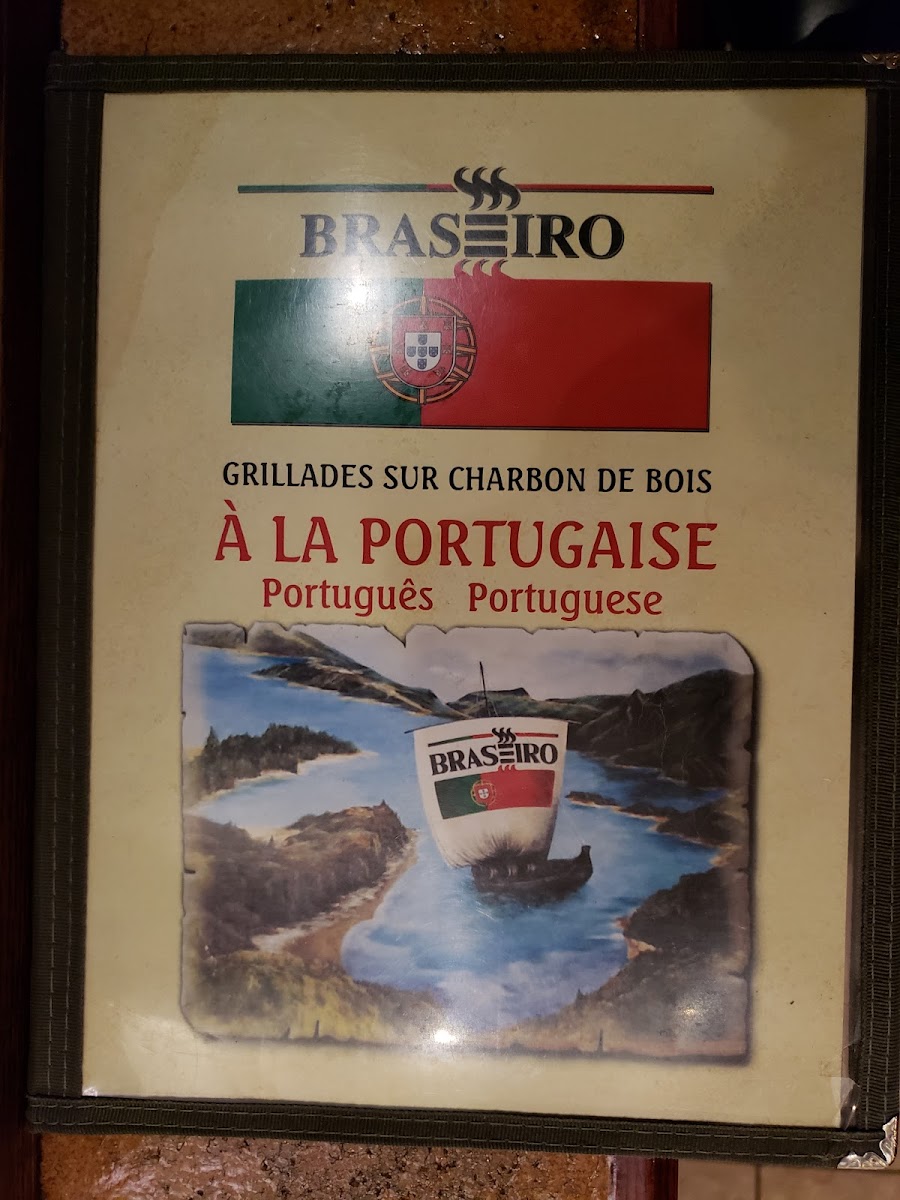 BRASEIRO
GRILLADES SUR CHARBON DE BOIS
À LA PORTUGAISE
Português Portuguese
BRASEIRO